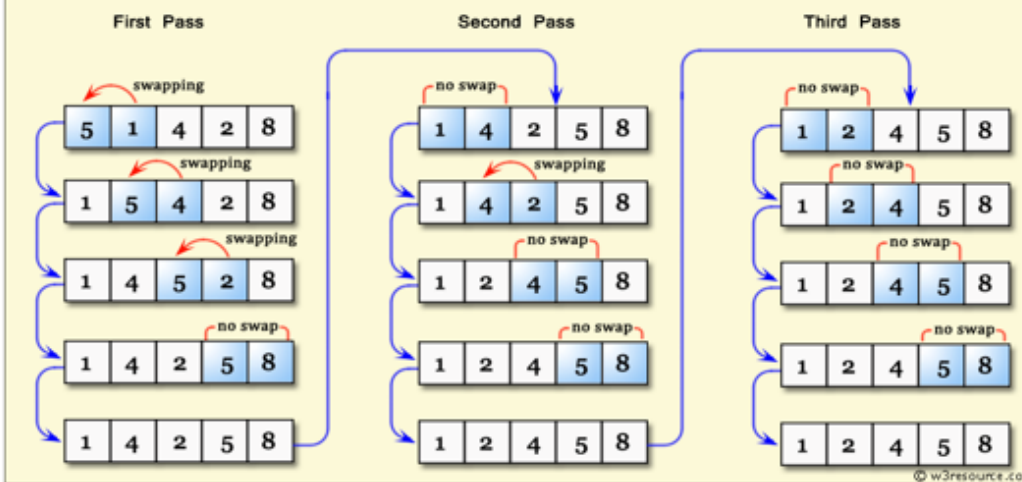 First Pass
swapping
5 1 4 2 8
swapping
1 5 4 2 8
swapping
1 4 5 2 8
no swap
1 4 2 5 8
1 4 2 5 8
Second Pass
no swap
1 4 2 5 8
swapping
1 4 2 5 8
no swap
1 2 4 5 8
no swap
1 2 4 5 8
1 2 4 5 8
Third Pass
no swap
1 2 4 5 8
no swap
1 2 4 5 8
no swap
1 2 4 5 8
no swap
1 2 4 5 8
1 2 4 5 8
© w3resource.co